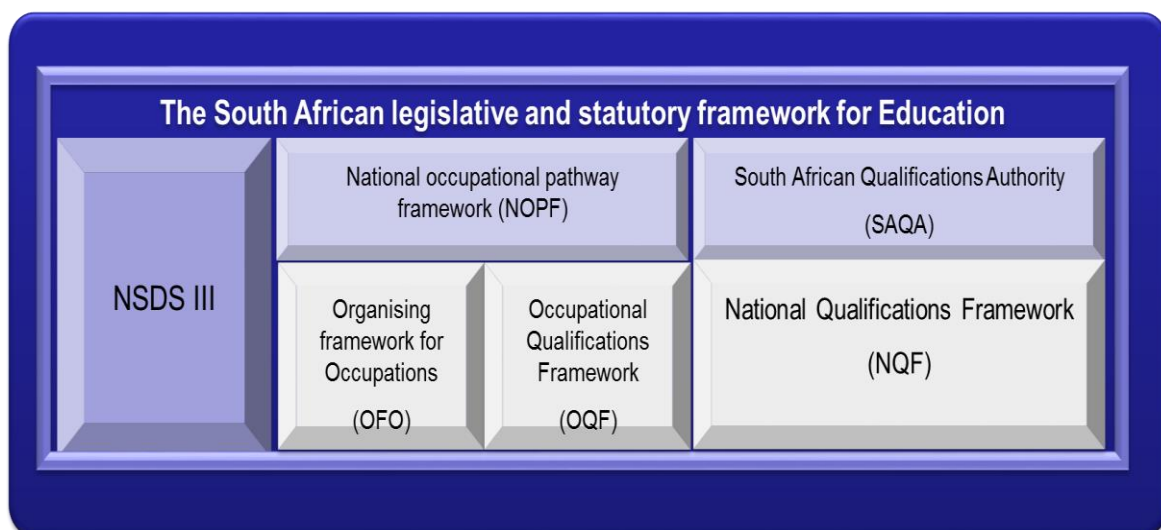 The South African legislative and statutory framework for Education
NSDS III
National occupational pathway
framework (NOPF)
South African Qualifications Authority
(SAQA)
Organising
framework for
Occupations
(OFO)
Occupational
Qualifications
Framework
(OQF)
National Qualifications Framework
(NQF)